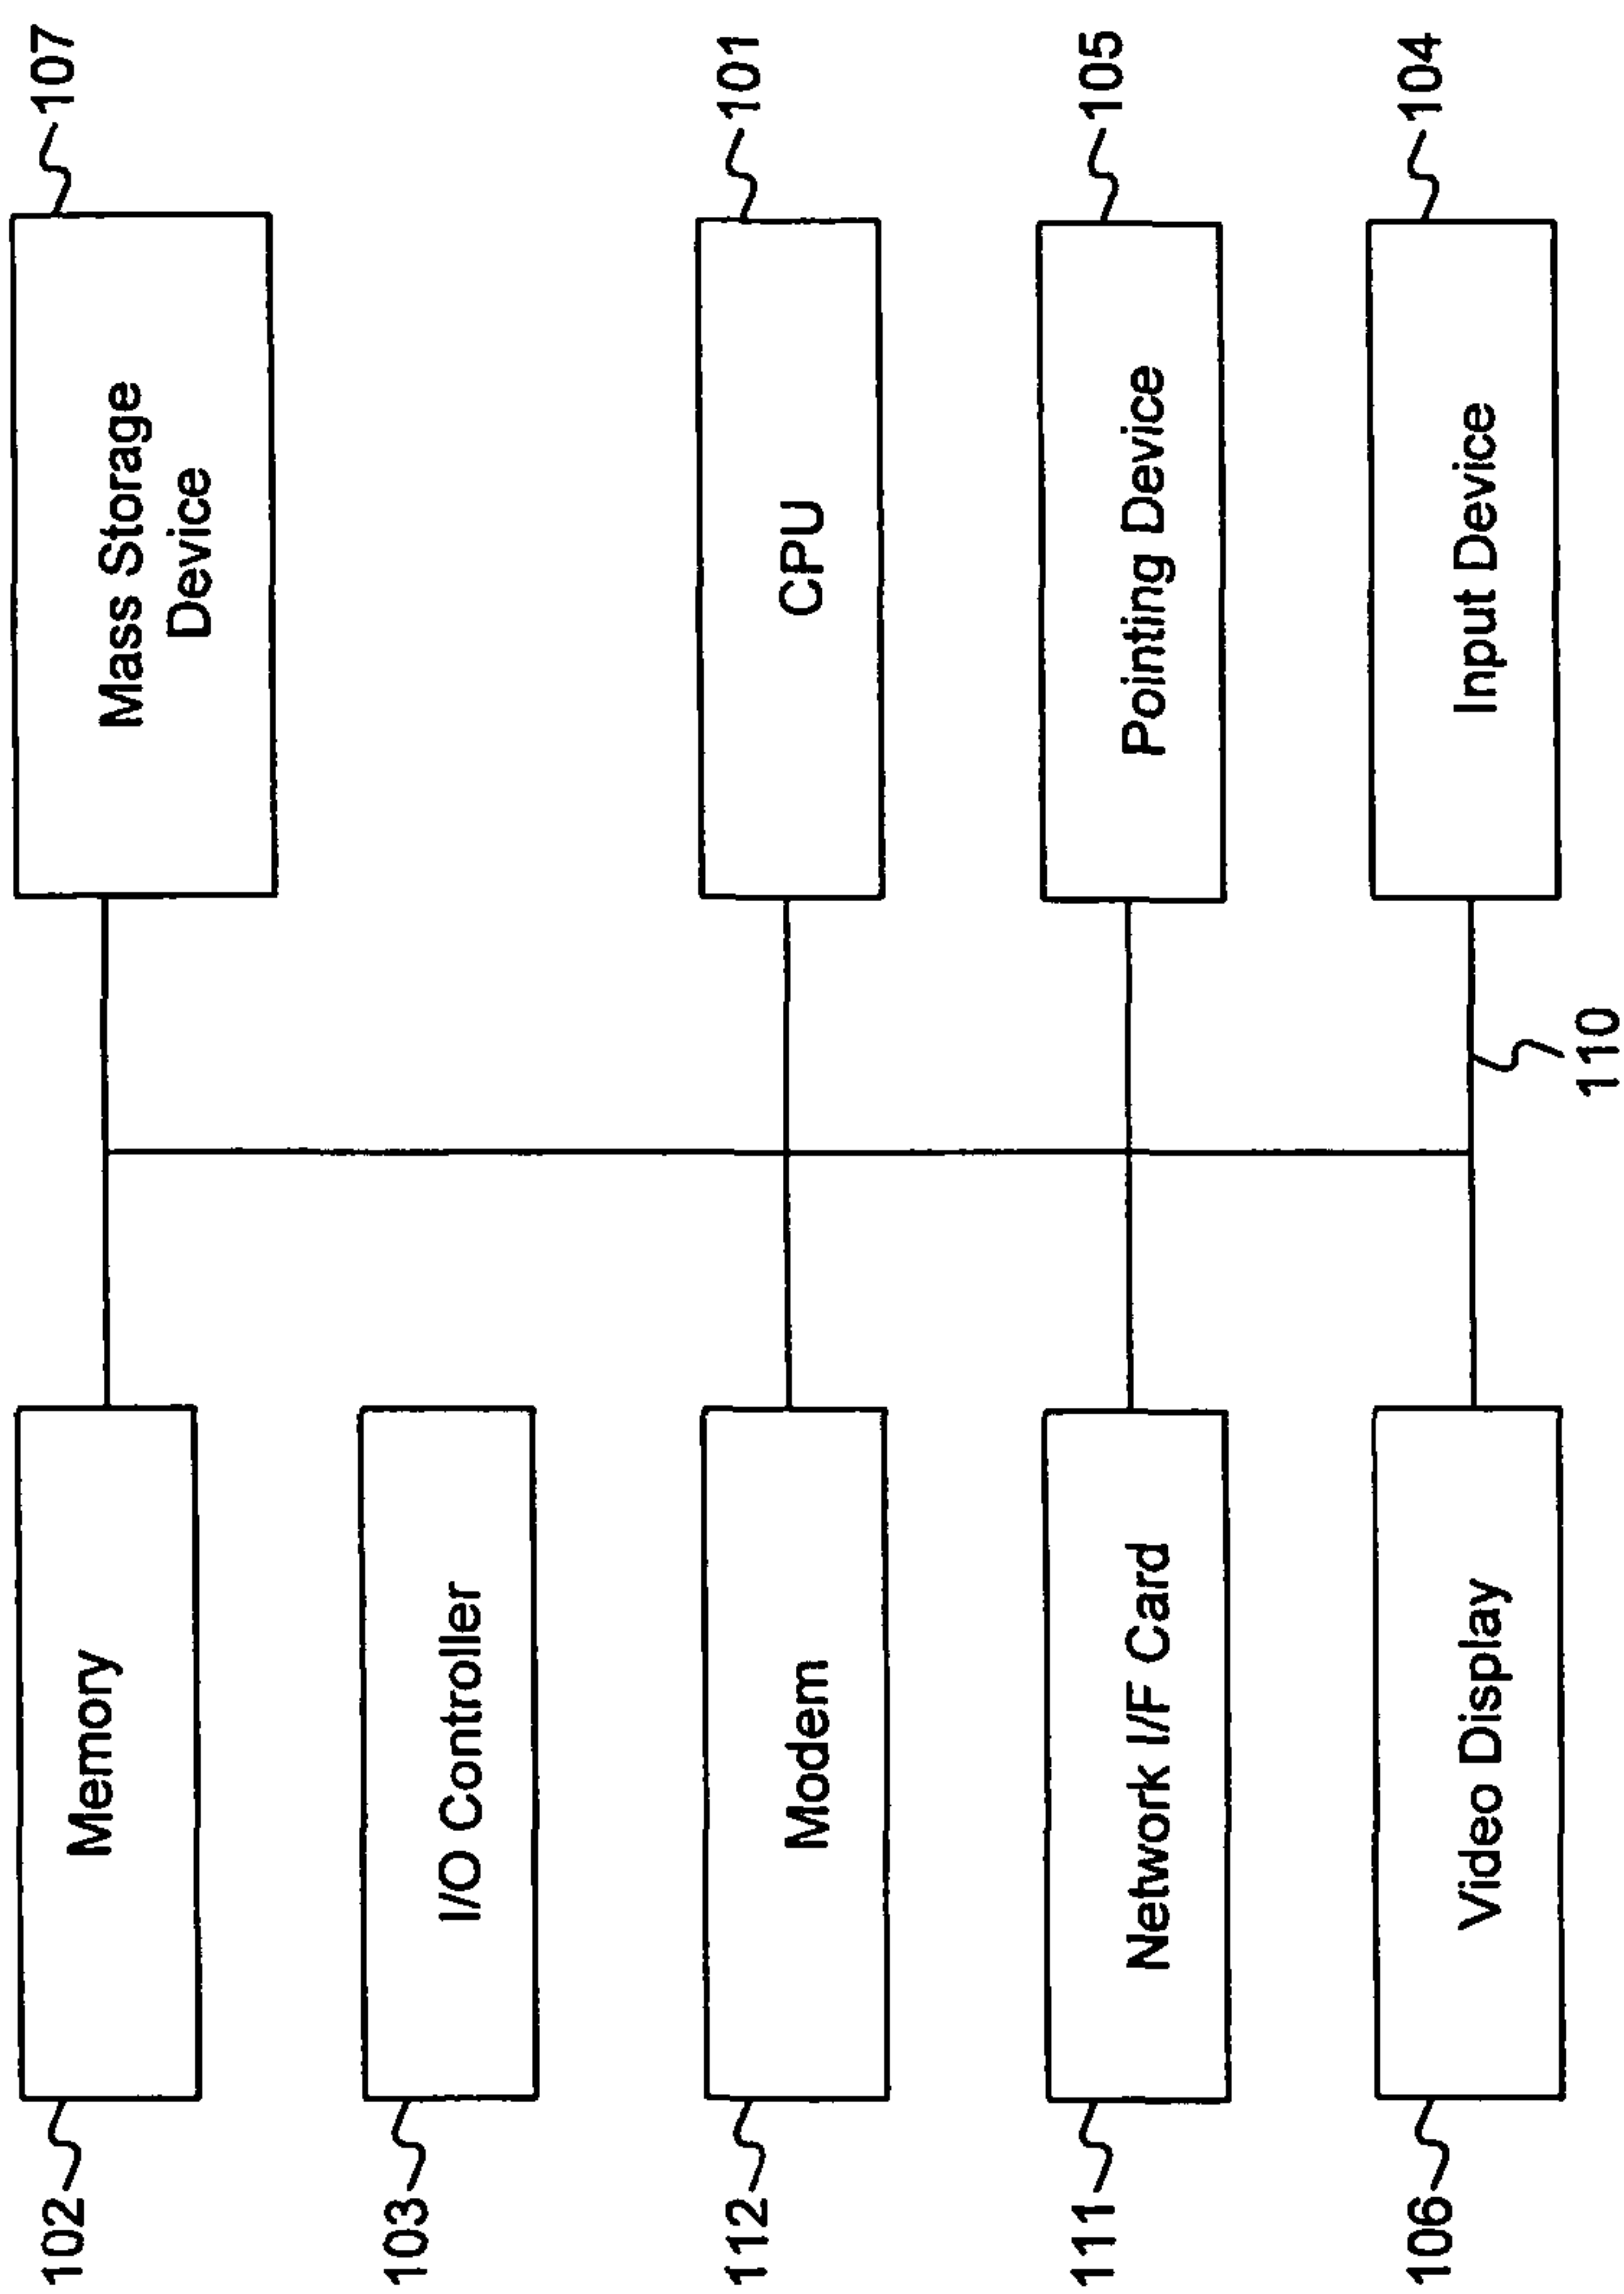 102
Memory
Mass Storage
Device
107
103
I/O Controller
112
Modem
CPU
101
111
Network I/F Card
Pointing Device
105
106
Video Display
Input Device
104
110